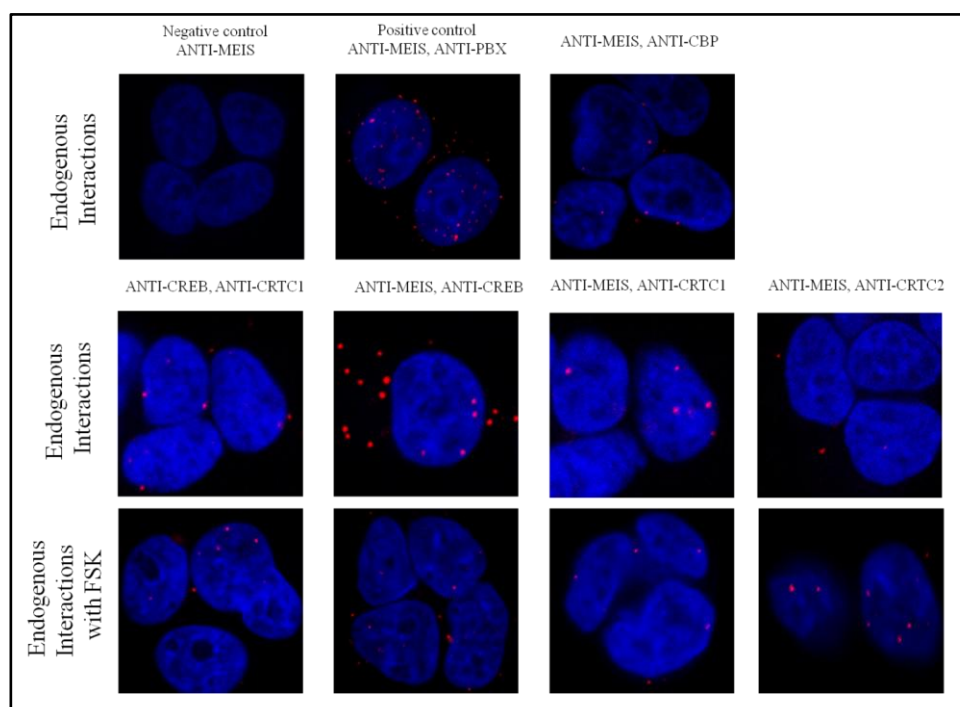 Negative control
ANTI-MEIS
Positive control
ANTI-MEIS, ANTI-PBX
ANTI-MEIS, ANTI-CBP
Endogenous
Interactions
ANTI-CREB, ANTI-CRTC1
ANTI-MEIS, ANTI-CREB
ANTI-MEIS, ANTI-CRTC1
ANTI-MEIS, ANTI-CRTC2
Endogenous
Interactions
Endogenous
Interactions
with FSK